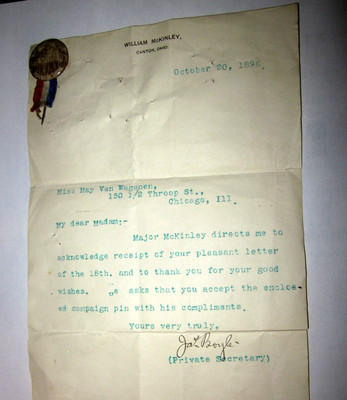 WILLIAM McKINLEY,
CANTON, OHIO.
October 20, 1896.
Miss May Van Wagenen,
150 1/2 Throop St.,
Chicago, Ill.
My dear Madam:-
Major McKinley directs me to
acknowledge receipt of your pleasant letter
of the 18th. and to thank you for your good
wishes. He asks that you accept the enclos-
ed campaign pin with his compliments.
Yours very truly,
Jas Boyle
(Private Secretary)